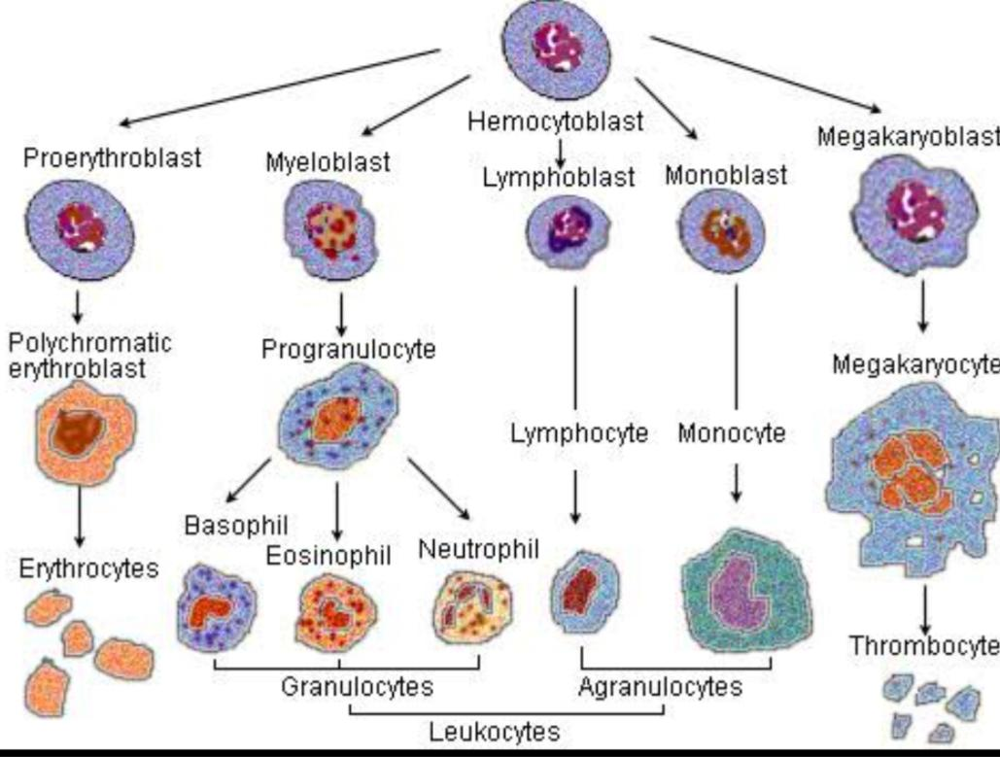 Hemocytoblast
Proerythroblast
Myeloblast
Lymphoblast
Monoblast
Megakaryoblast
Polychromatic
erythroblast
Progranulocyte
Megakaryocyte
Lymphocyte
Monocyte
Basophil
Eosinophil
Neutrophil
Erythrocytes
Thrombocyte
Granulocytes
Agranulocytes
Leukocytes